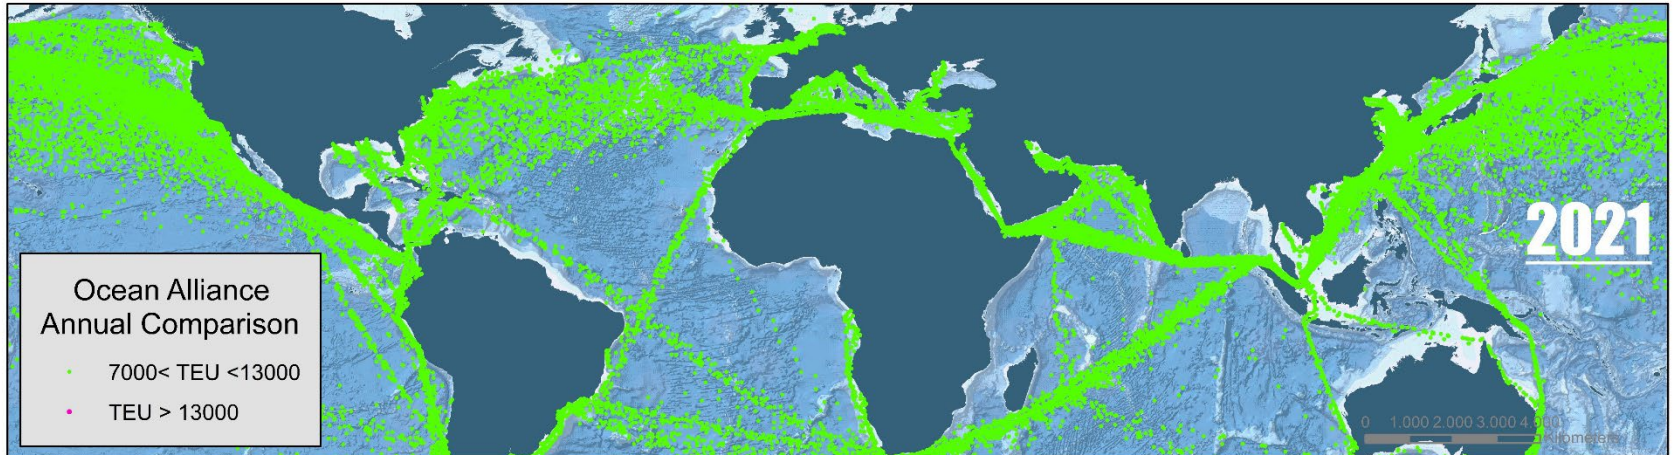 2021
Ocean Alliance
Annual Comparison
7000< TEU <13000
TEU > 13000
0 1.000 2.000 3.000 4.000
Kilometers